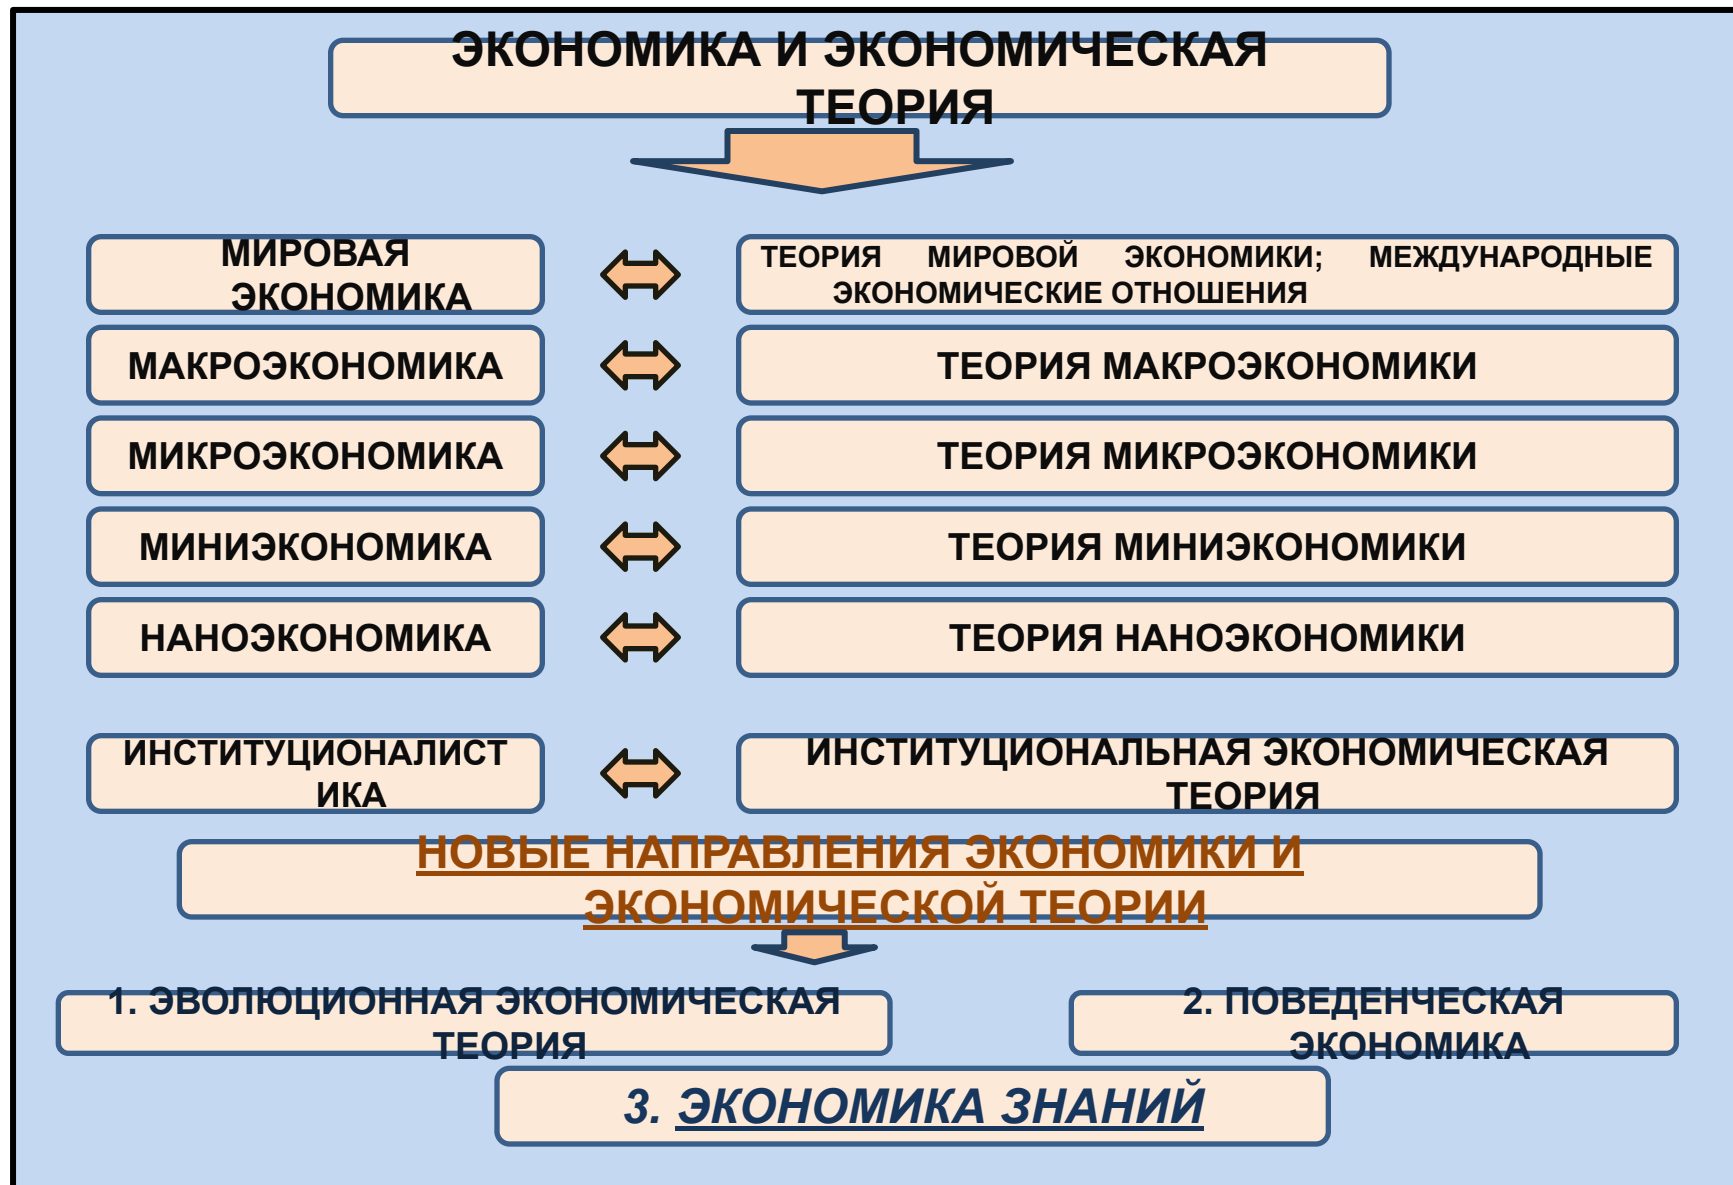 ЭКОНОМИКА И ЭКОНОМИЧЕСКАЯ
ТЕОРИЯ
МИРОВАЯ
ЭКОНОМИКА
ТЕОРИЯ МИРОВОЙ ЭКОНОМИКИ; МЕЖДУНАРОДНЫЕ
ЭКОНОМИЧЕСКИЕ ОТНОШЕНИЯ
МАКРОЭКОНОМИКА
ТЕОРИЯ МАКРОЭКОНОМИКИ
МИКРОЭКОНОМИКА
ТЕОРИЯ МИКРОЭКОНОМИКИ
МИНИЭКОНОМИКА
ТЕОРИЯ МИНИЭКОНОМИКИ
НАНОЭКОНОМИКА
ТЕОРИЯ НАНОЭКОНОМИКИ
ИНСТИТУЦИОНАЛИСТ
ИКА
ИНСТИТУЦИОНАЛЬНАЯ ЭКОНОМИЧЕСКАЯ
ТЕОРИЯ
НОВЫЕ НАПРАВЛЕНИЯ ЭКОНОМИКИ И
ЭКОНОМИЧЕСКОЙ ТЕОРИИ
1. ЭВОЛЮЦИОННАЯ ЭКОНОМИЧЕСКАЯ
ТЕОРИЯ
2. ПОВЕДЕНЧЕСКАЯ
ЭКОНОМИКА
3. ЭКОНОМИКА ЗНАНИЙ